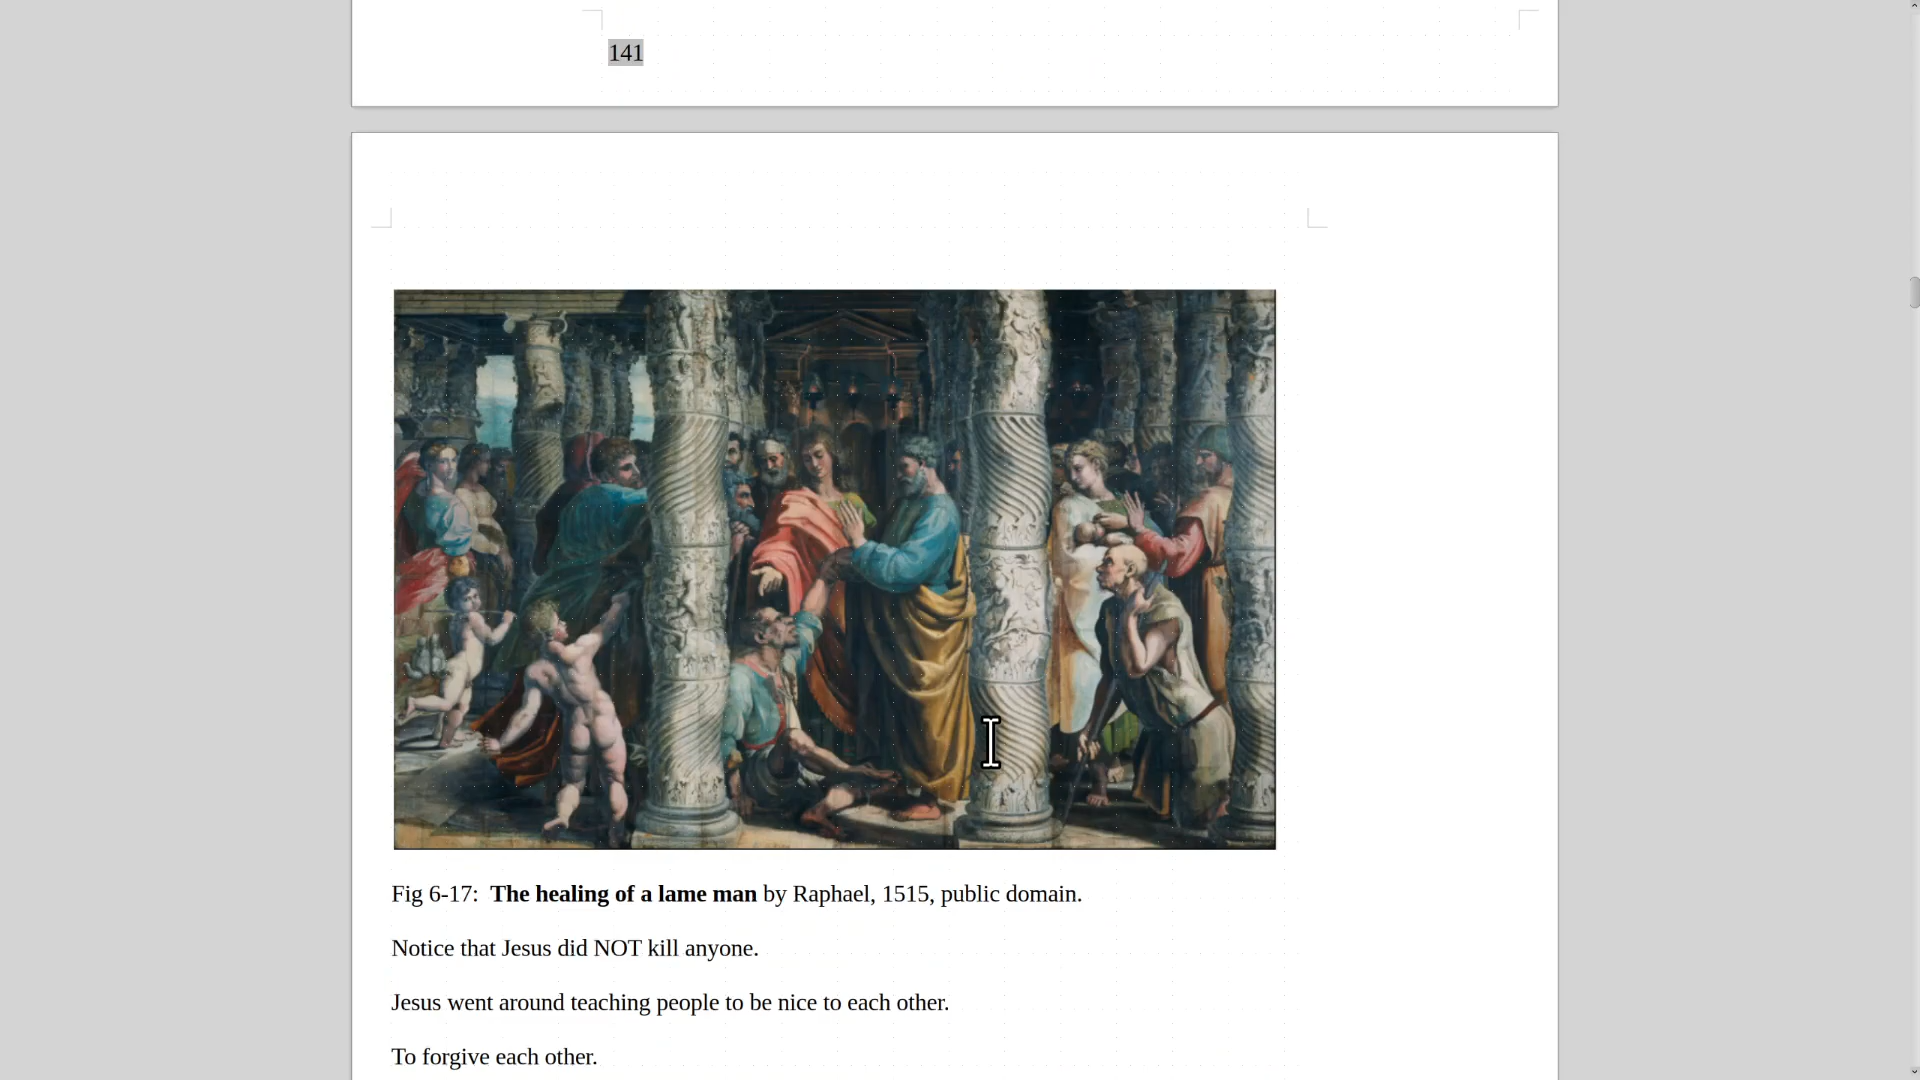 141
Fig 6-17:  The healing of a lame man by Raphael, 1515, public domain.
Notice that Jesus did NOT kill anyone.
Jesus went around teaching people to be nice to each other.
To forgive each other.